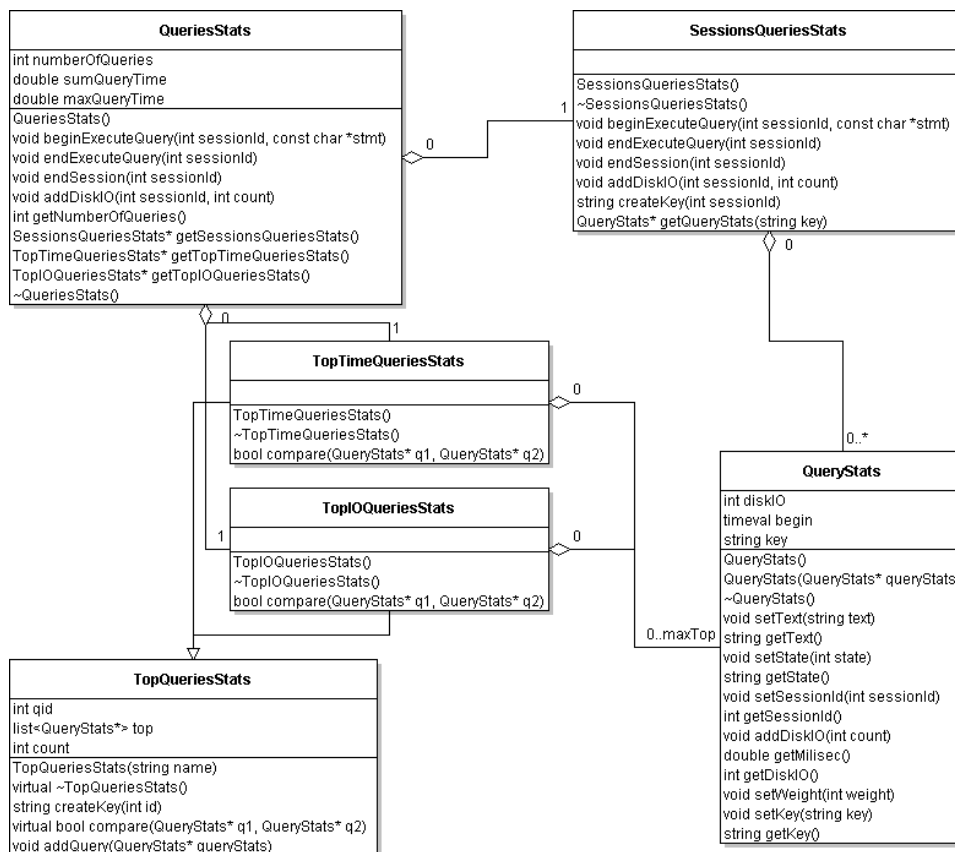 QueriesStats
int numberOfQueries
double sumQueryTime
double maxQueryTime
QueriesStats()
void beginExecuteQuery(int sessionId, const char *stmt)
void endExecuteQuery(int sessionId)
void endSession(int sessionId)
void addDiskIO(int sessionId, int count)
int getNumberOfQueries()
SessionsQueriesStats* getSessionsQueriesStats()
TopTimeQueriesStats* getTopTimeQueriesStats()
TopIOQueriesStats* getTopIOQueriesStats()
~QueriesStats()
0
1
SessionsQueriesStats
SessionsQueriesStats()
~SessionsQueriesStats()
void beginExecuteQuery(int sessionId, const char *stmt)
void endExecuteQuery(int sessionId)
void endSession(int sessionId)
void addDiskIO(int sessionId, int count)
string createKey(int sessionId)
QueryStats* getQueryStats(string key)
0
0
1
TopTimeQueriesStats
TopTimeQueriesStats()
~TopTimeQueriesStats()
bool compare(QueryStats* q1, QueryStats* q2)
0
0..*
1
TopIOQueriesStats
TopIOQueriesStats()
~TopIOQueriesStats()
bool compare(QueryStats* q1, QueryStats* q2)
0
0..maxTop
QueryStats
int diskIO
timeval begin
string key
QueryStats()
QueryStats(QueryStats* queryStats
~QueryStats()
void setText(string text)
string getText()
void setState(int state)
string getState()
void setSessionId(int sessionId)
int getSessionId()
void addDiskIO(int count)
double getMilisec()
int getDiskIO()
void setWeight(int weight)
void setKey(string key)
string getKey()
TopQueriesStats
int qid
list<QueryStats*> top
int count
TopQueriesStats(string name)
virtual ~TopQueriesStats()
string createKey(int id)
virtual bool compare(QueryStats* q1, QueryStats* q2)
void addQuery(QueryStats* queryStats)